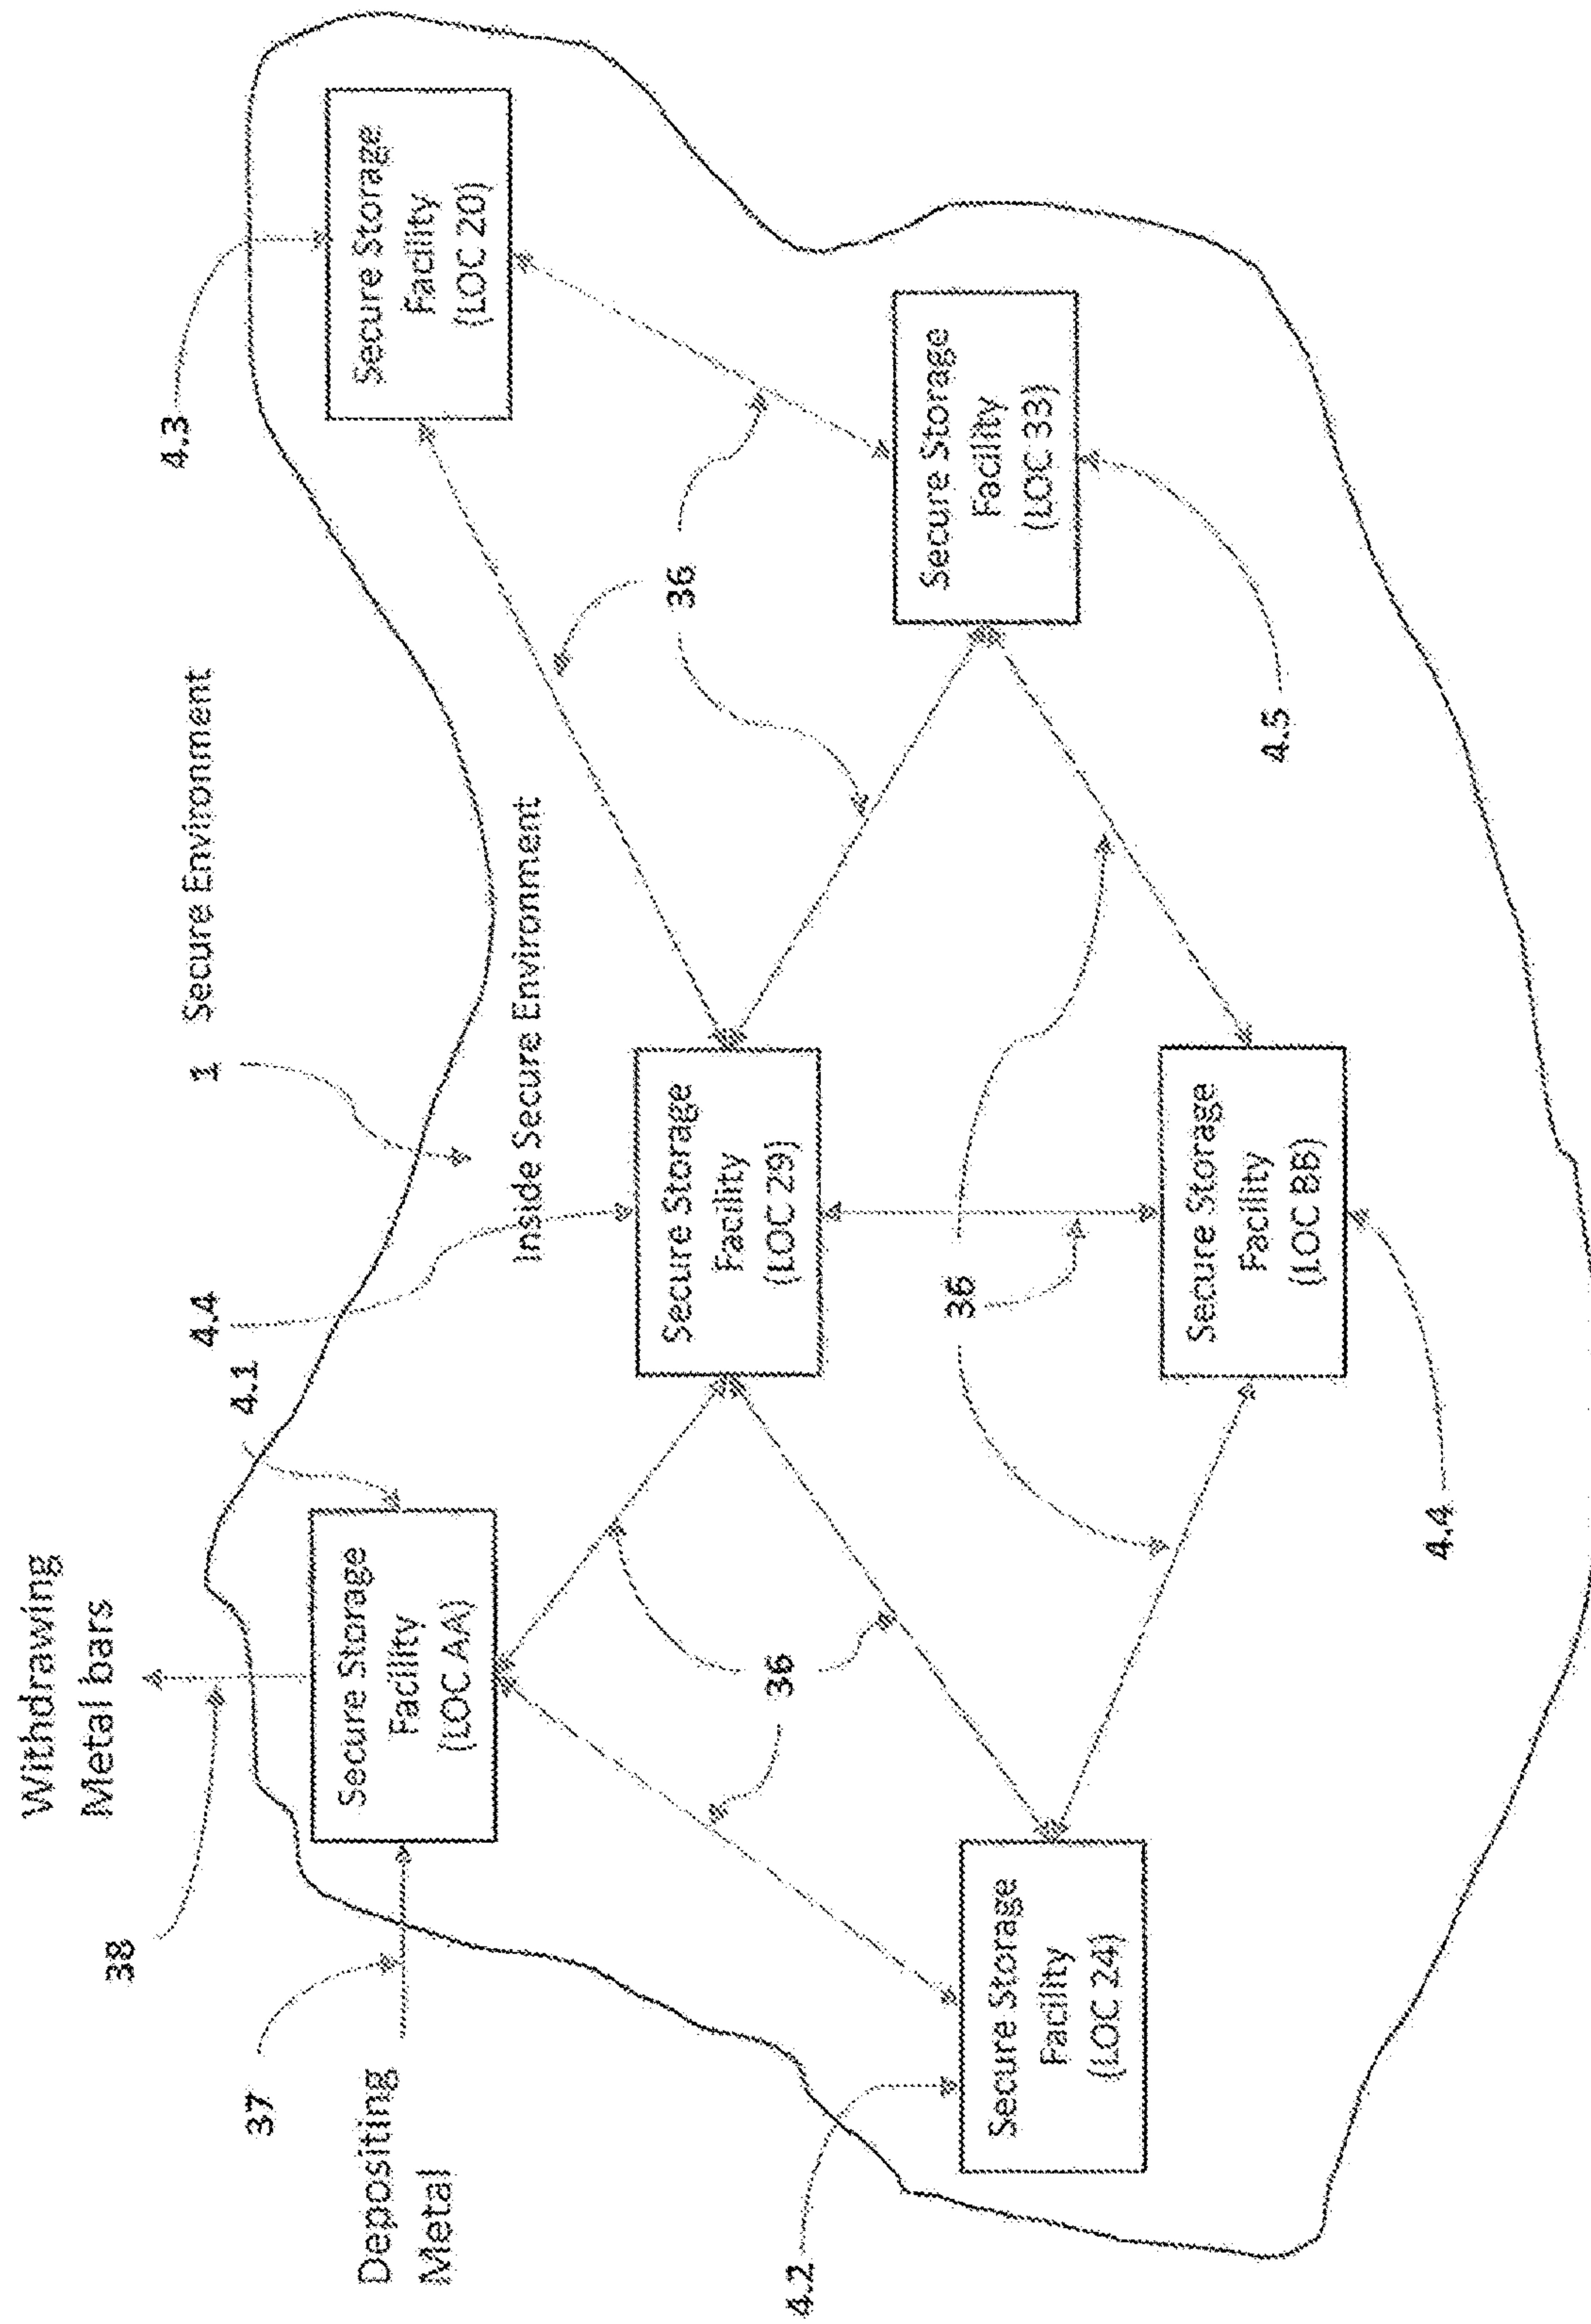 Withdrawing
Metal bars
38
37
Depositing
Metal
4.1
4.4
1 Secure Environment
Inside Secure Environment
4.3
Secure Storage
Facility
(LOC AA)
Secure Storage
Facility
(LOC 20)
36
36
Secure Storage
Facility
(LOC 29)
4.2
Secure Storage
Facility
(LOC 24)
36
Secure Storage
Facility
(LOC 33)
Secure Storage
Facility
(LOC BB)
4.5
4.4